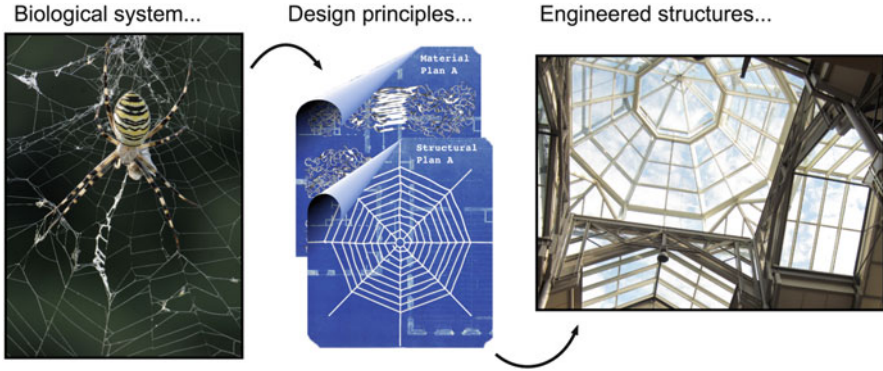 Biological system...
Design principles...
Engineered structures...
Material
Plan A
Structural
Plan A